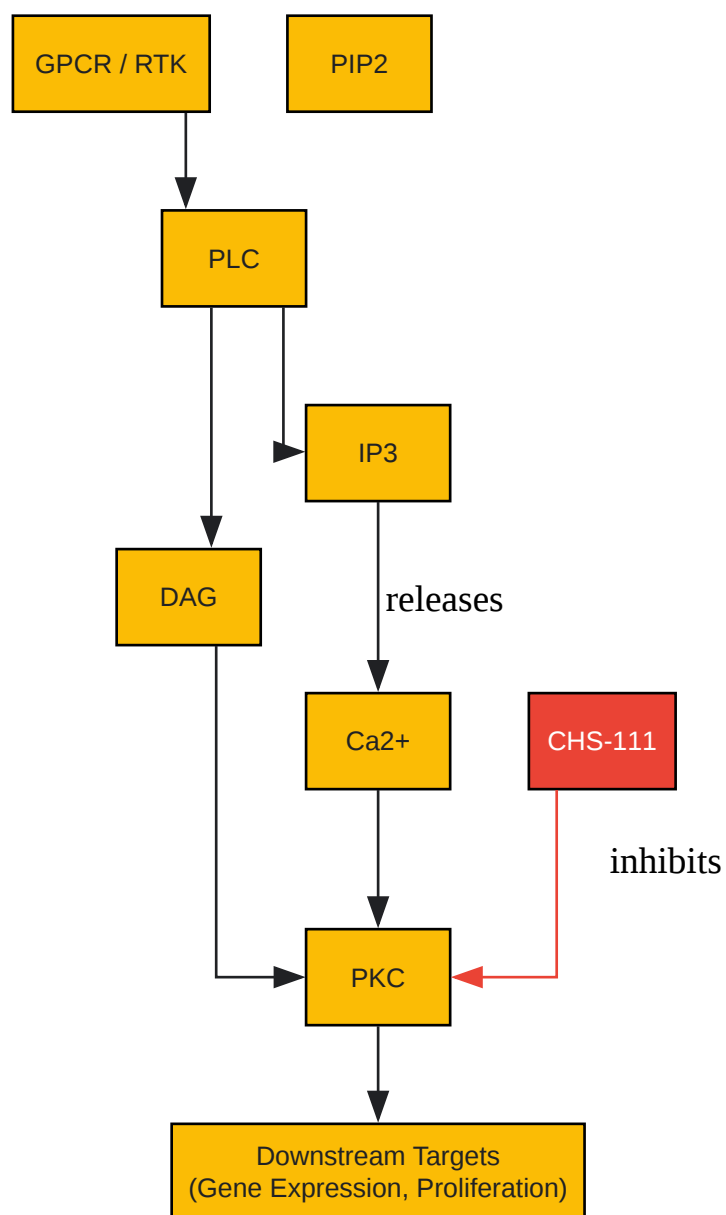 GPCR / RTK
PIP2
PLC
IP3
DAG
releases
Ca2+
CHS-111
inhibits
PKC
Downstream Targets
(Gene Expression, Proliferation)